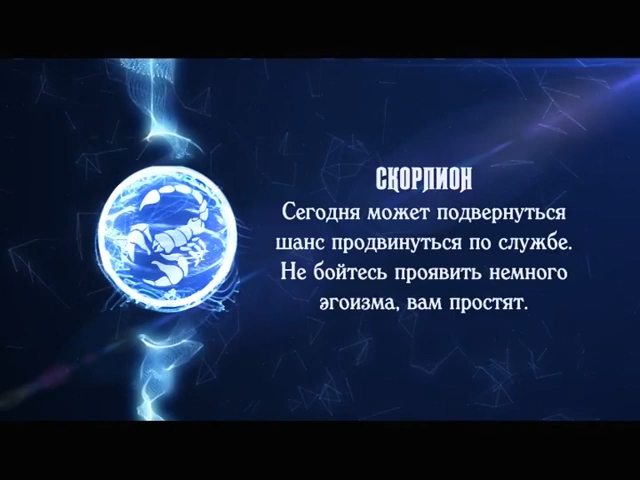 СКОРПИОН
Сегодня может подвернуться
шанс продвинуться по службе.
Не бойтесь проявить немного
эгоизма, вам простят.